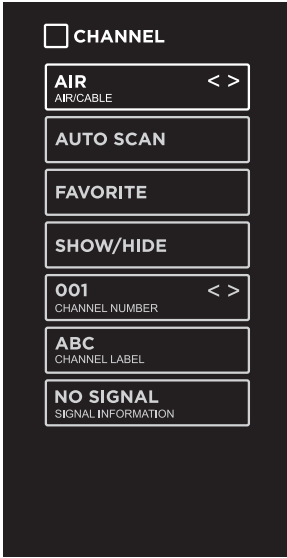 CHANNEL
AIR < >
AIR/CABLE
AUTO SCAN
FAVORITE
SHOW/HIDE
001 < >
CHANNEL NUMBER
ABC
CHANNEL LABEL
NO SIGNAL
SIGNAL INFORMATION